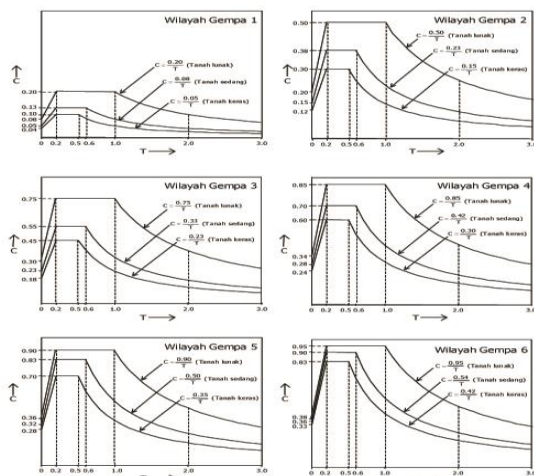 Wilayah Gempa 1
C = 0.20/T (Tanah lunak)
C = 0.08/T (Tanah sedang)
C = 0.05/T (Tanah keras)
0.20
0.13
0.10
0.08
0.05
0.04
C
0 0.2 0.5 0.6 1.0 2.0 3.0
T
Wilayah Gempa 2
C = 0.50/T (Tanah lunak)
C = 0.23/T (Tanah sedang)
C = 0.15/T (Tanah keras)
0.50
0.38
0.30
0.20
0.15
0.12
C
0 0.2 0.5 0.6 1.0 2.0 3.0
T
Wilayah Gempa 3
C = 0.75/T (Tanah lunak)
C = 0.33/T (Tanah sedang)
C = 0.23/T (Tanah keras)
0.75
0.55
0.45
0.30
0.23
0.18
C
0 0.2 0.5 0.6 1.0 2.0 3.0
T
Wilayah Gempa 4
C = 0.85/T (Tanah lunak)
C = 0.42/T (Tanah sedang)
C = 0.30/T (Tanah keras)
0.85
0.70
0.60
0.34
0.28
0.24
C
0 0.2 0.5 0.6 1.0 2.0 3.0
T
Wilayah Gempa 5
C = 0.90/T (Tanah lunak)
C = 0.50/T (Tanah sedang)
C = 0.35/T (Tanah keras)
0.90
0.83
0.70
0.36
0.32
0.28
C
0 0.2 0.5 0.6 1.0 2.0 3.0
T
Wilayah Gempa 6
C = 0.95/T (Tanah lunak)
C = 0.54/T (Tanah sedang)
C = 0.42/T (Tanah keras)
0.95
0.90
0.83
0.38
0.36
0.33
C
0 0.2 0.5 0.6 1.0 2.0 3.0
T